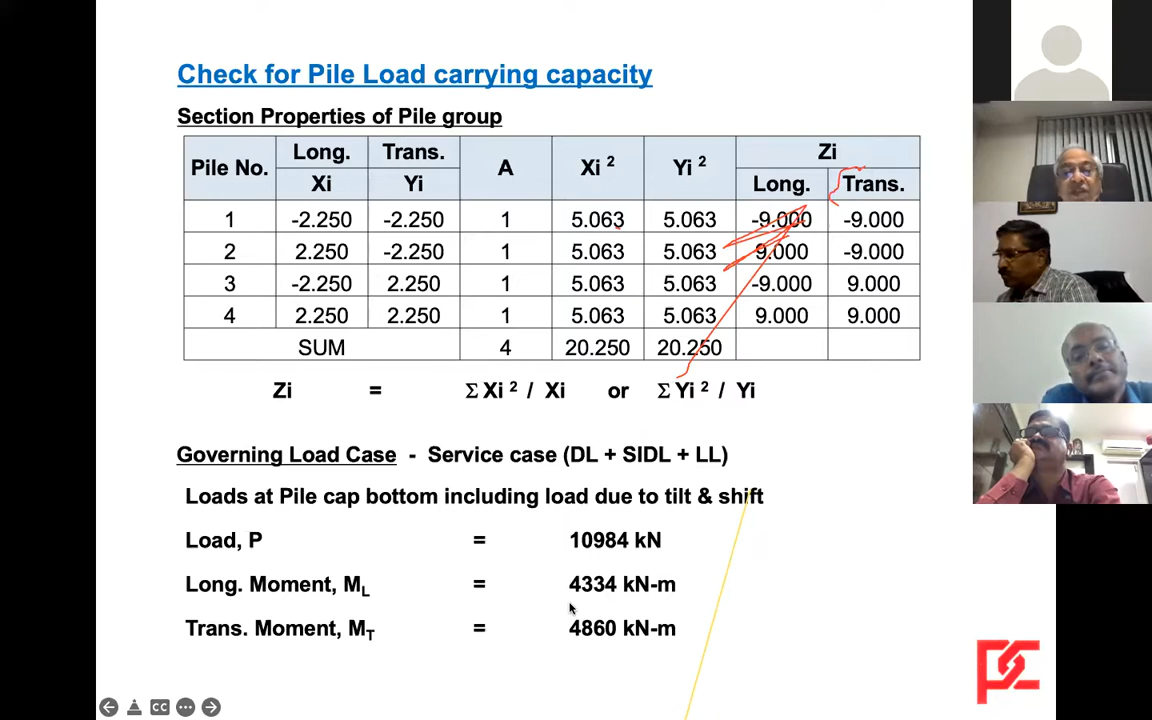 Check for Pile Load carrying capacity
Section Properties of Pile group
Pile No. Long. Trans. A Xi 2 Yi 2 Zi
Xi Yi Long. Trans.
1 -2.250 -2.250 1 5.063 5.063 -9.000 -9.000
2 2.250 -2.250 1 5.063 5.063 9.000 -9.000
3 -2.250 2.250 1 5.063 5.063 -9.000 9.000
4 2.250 2.250 1 5.063 5.063 9.000 9.000
SUM 4 20.250 20.250
Zi = Σ Xi 2 / Xi or Σ Yi 2 / Yi
Governing Load Case - Service case (DL + SIDL + LL)
Loads at Pile cap bottom including load due to tilt & shift
Load, P = 10984 kN
Long. Moment, ML = 4334 kN-m
Trans. Moment, MT = 4860 kN-m
CC